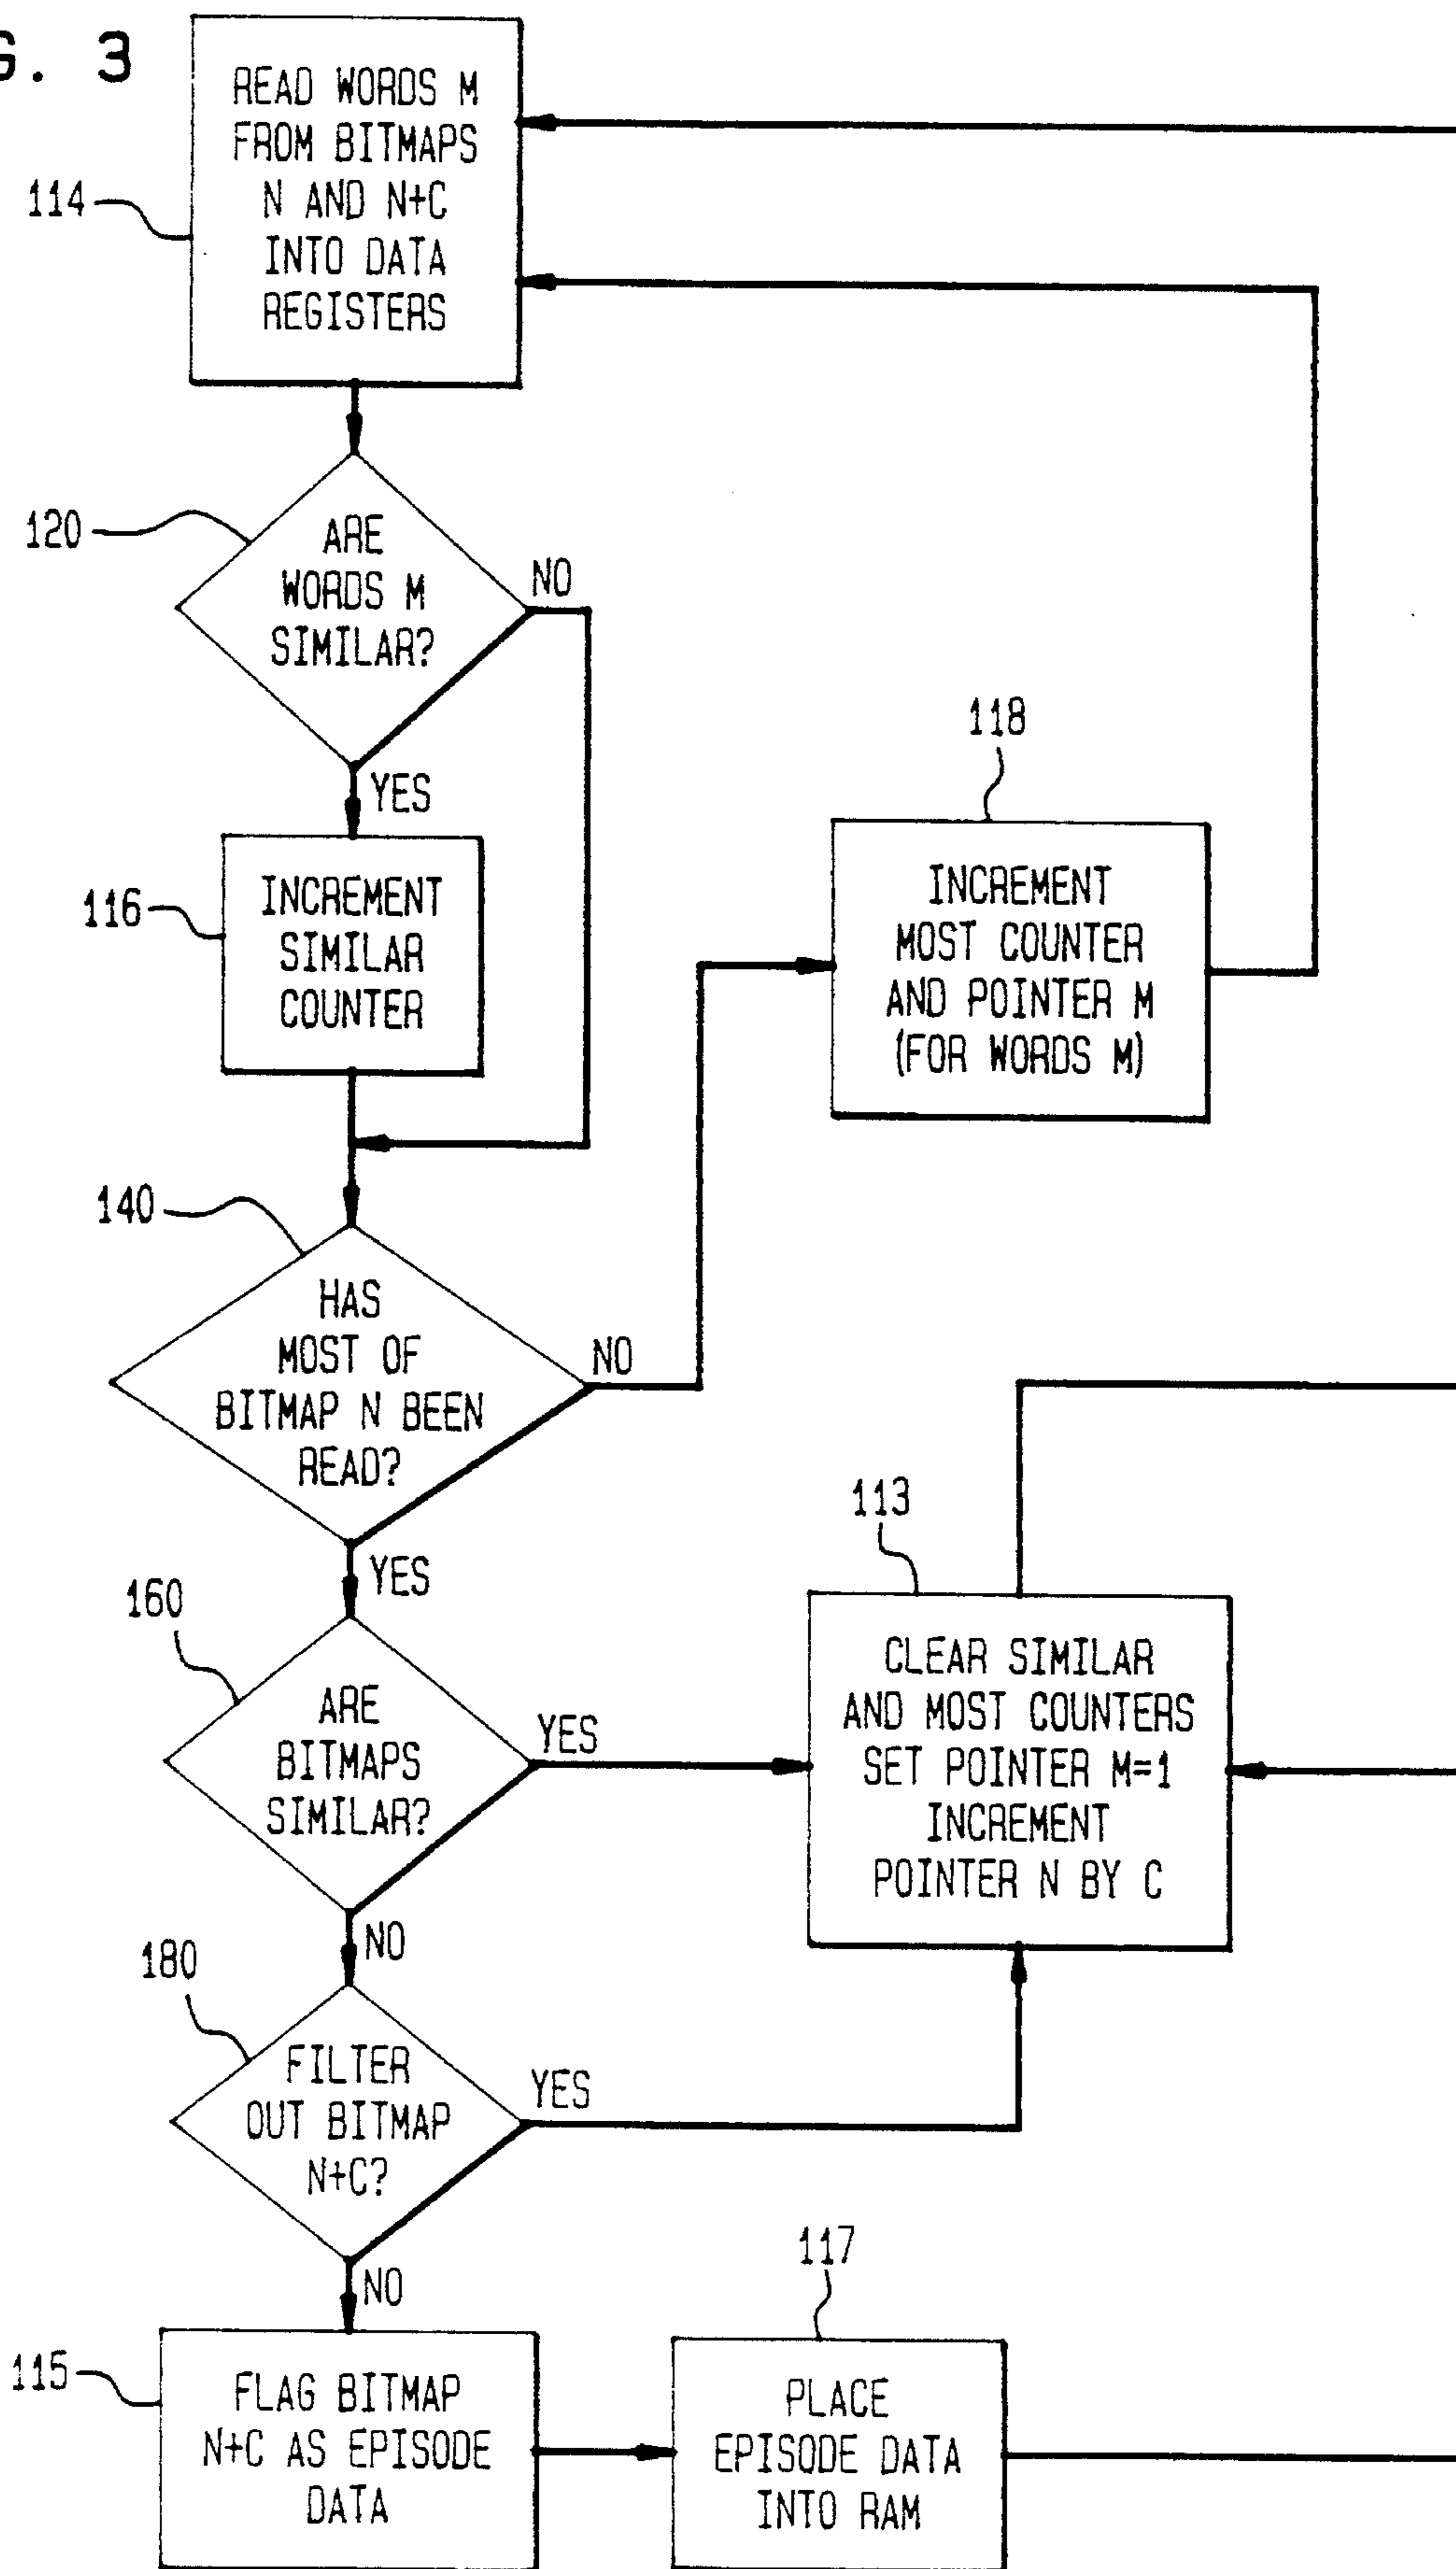 G. 3
READ WORDS M
FROM BITMAPS
N AND N+C
INTO DATA
REGISTERS
114
120
ARE
WORDS M
SIMILAR?
NO
YES
118
116
INCREMENT
SIMILAR
COUNTER
INCREMENT
MOST COUNTER
AND POINTER M
(FOR WORDS M)
140
HAS
MOST OF
BITMAP N BEEN
READ?
NO
YES
113
160
ARE
BITMAPS
SIMILAR?
YES
NO
CLEAR SIMILAR
AND MOST COUNTERS
SET POINTER M=1
INCREMENT
POINTER N BY C
180
FILTER
OUT BITMAP
N+C?
YES
NO
117
115
FLAG BITMAP
N+C AS EPISODE
DATA
PLACE
EPISODE DATA
INTO RAM